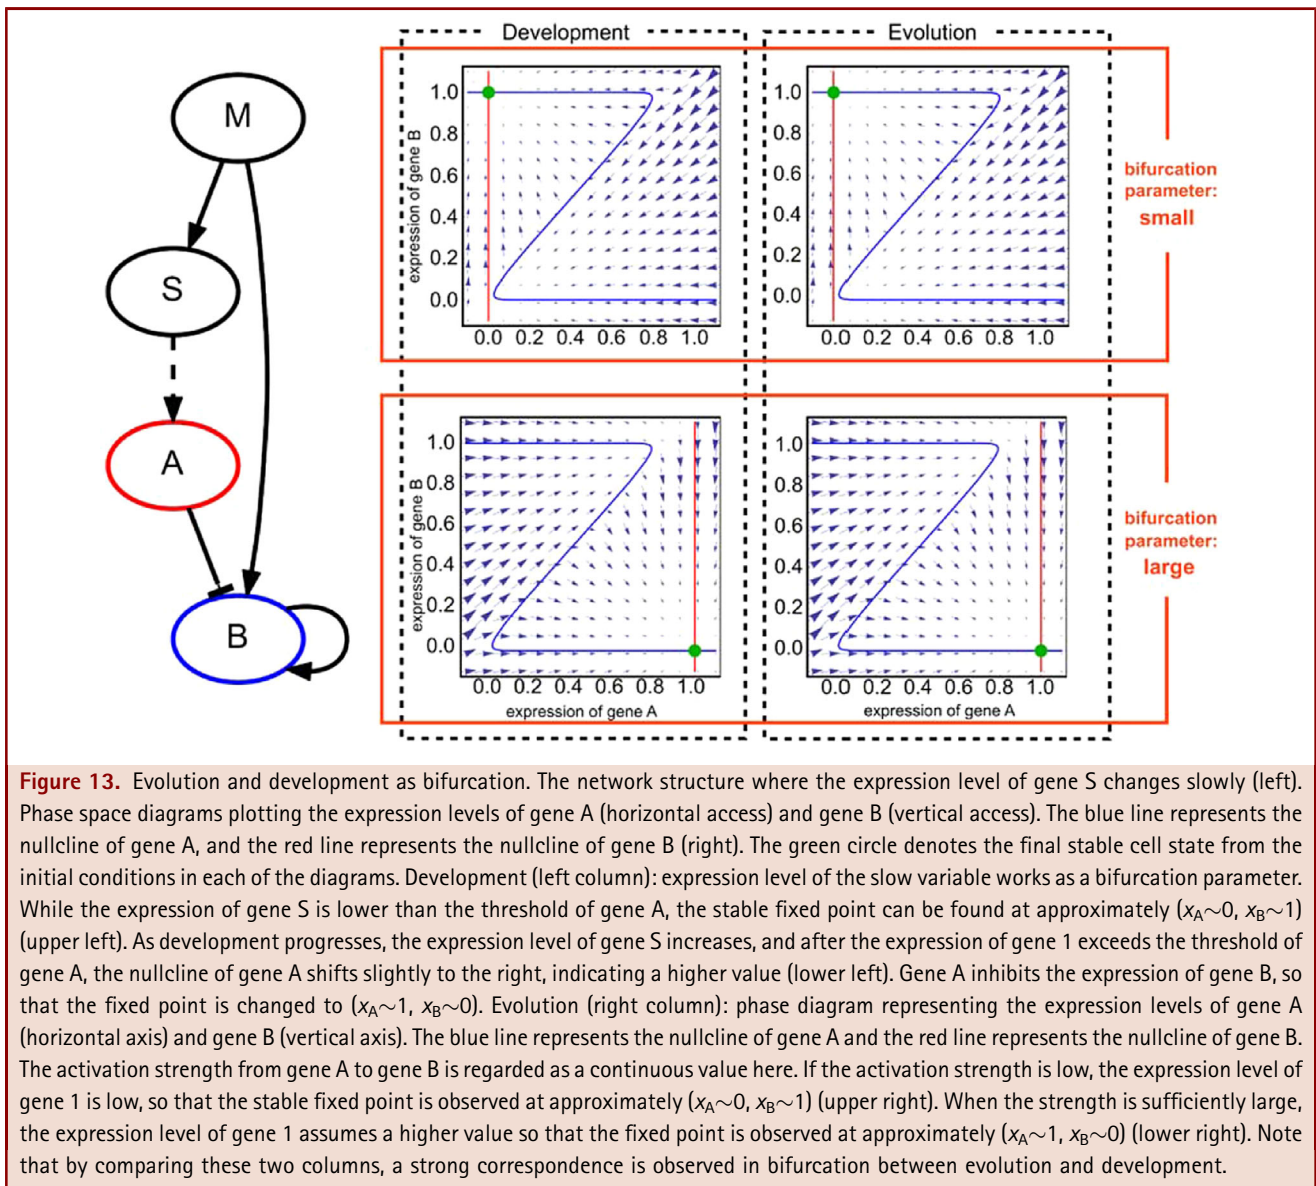 Development
Evolution
M
S
A
B
expression of gene B
1.0
0.8
0.6
0.4
0.2
0.0
0.0 0.2 0.4 0.6 0.8 1.0
1.0
0.8
0.6
0.4
0.2
0.0
0.0 0.2 0.4 0.6 0.8 1.0
bifurcation
parameter:
small
expression of gene B
1.0
0.8
0.6
0.4
0.2
0.0
0.0 0.2 0.4 0.6 0.8 1.0
expression of gene A
1.0
0.8
0.6
0.4
0.2
0.0
0.0 0.2 0.4 0.6 0.8 1.0
expression of gene A
bifurcation
parameter:
large
Figure 13. Evolution and development as bifurcation. The network structure where the expression level of gene S changes slowly (left).
Phase space diagrams plotting the expression levels of gene A (horizontal access) and gene B (vertical access). The blue line represents the
nullcline of gene A, and the red line represents the nullcline of gene B (right). The green circle denotes the final stable cell state from the
initial conditions in each of the diagrams. Development (left column): expression level of the slow variable works as a bifurcation parameter.
While the expression of gene S is lower than the threshold of gene A, the stable fixed point can be found at approximately (xA∼0, xB∼1)
(upper left). As development progresses, the expression level of gene S increases, and after the expression of gene 1 exceeds the threshold of
gene A, the nullcline of gene A shifts slightly to the right, indicating a higher value (lower left). Gene A inhibits the expression of gene B, so
that the fixed point is changed to (xA∼1, xB∼0). Evolution (right column): phase diagram representing the expression levels of gene A
(horizontal axis) and gene B (vertical axis). The blue line represents the nullcline of gene A and the red line represents the nullcline of gene B.
The activation strength from gene A to gene B is regarded as a continuous value here. If the activation strength is low, the expression level of
gene 1 is low, so that the stable fixed point is observed at approximately (xA∼0, xB∼1) (upper right). When the strength is sufficiently large,
the expression level of gene 1 assumes a higher value so that the fixed point is observed at approximately (xA∼1, xB∼0) (lower right). Note
that by comparing these two columns, a strong correspondence is observed in bifurcation between evolution and development.